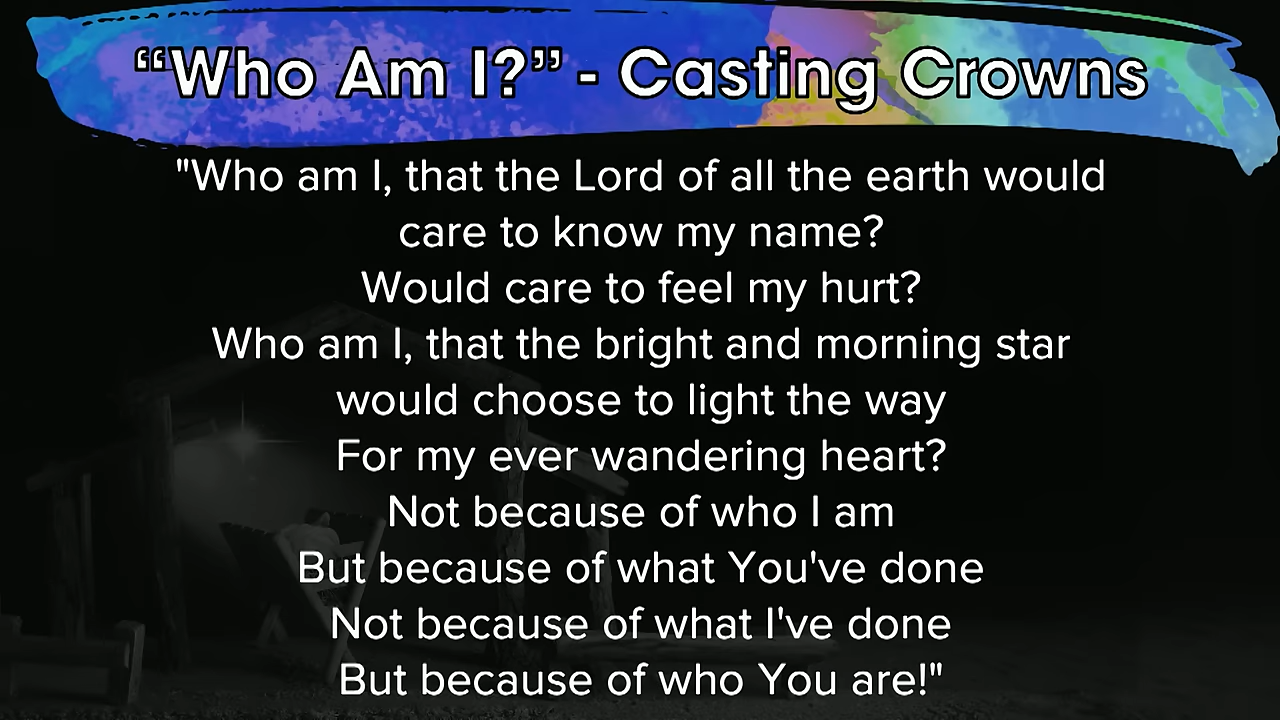 “Who Am I?” - Casting Crowns
"Who am I, that the Lord of all the earth would
care to know my name?
Would care to feel my hurt?
Who am I, that the bright and morning star
would choose to light the way
For my ever wandering heart?
Not because of who I am
But because of what You've done
Not because of what I've done
But because of who You are!"